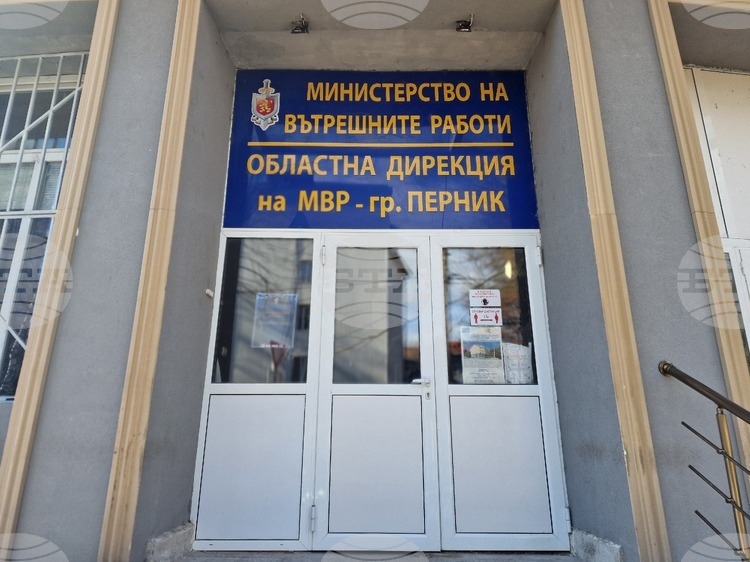 МИНИСТЕРСТВО НА
ВЪТРЕШНИТЕ РАБОТИ
ОБЛАСТНА ДИРЕКЦИЯ
на МВР - гр. ПЕРНИК